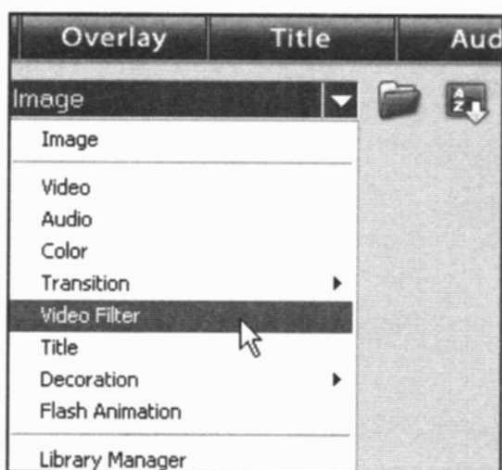 Overlay Title Aud
Image
Image
Video
Audio
Color
Transition
Video Filter
Title
Decoration
Flash Animation
Library Manager